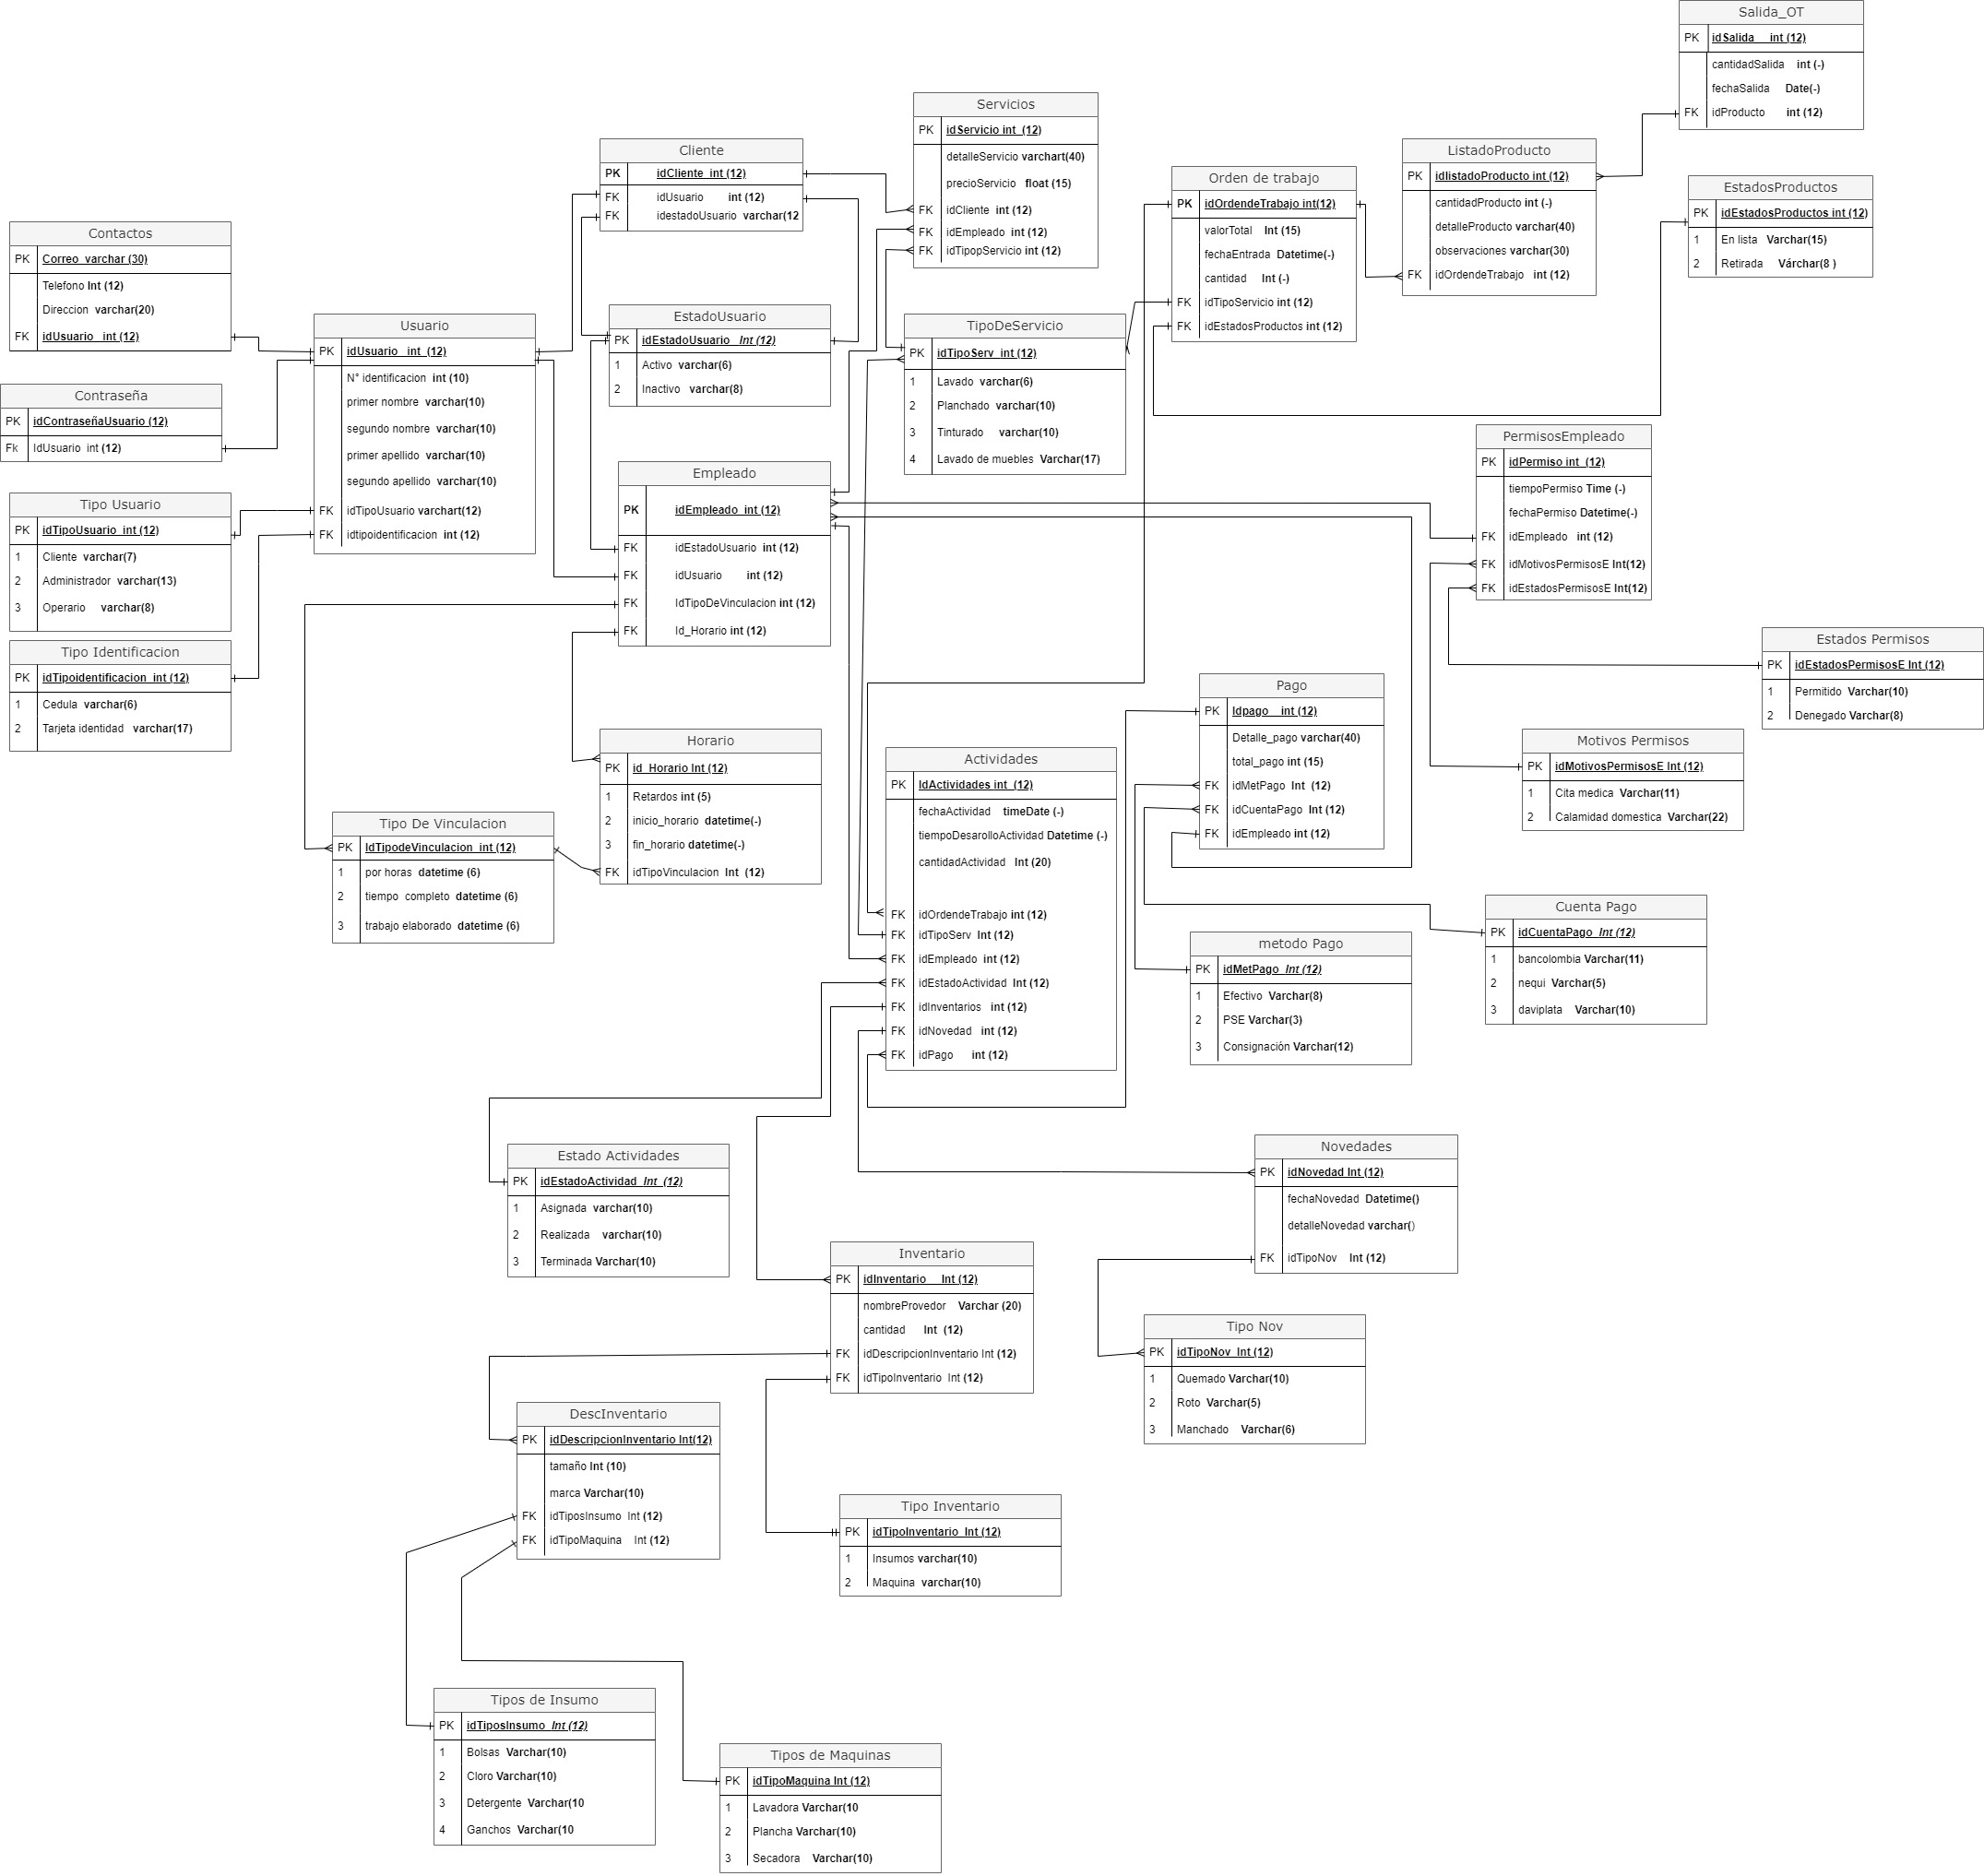 Salida_OT
PK idSalida int (12)
cantidadSalida int (-)
fechaSalida Date(-)
FK idProducto int (12)
Servicios
PK idServicio int (12)
detalleServicio varchart(40)
precioServicio float (15)
FK idCliente int (12)
FK idEmpleado int (12)
FK idTipopServicio int (12)
Cliente
PK idCliente int (12)
FK idUsuario int (12)
FK idestadoUsuario varchar(12
ListadoProducto
PK idlistadoProducto int (12)
cantidadProducto int (-)
detalleProducto varchar(40)
observaciones varchar(30)
FK idOrdendeTrabajo int (12)
Orden de trabajo
PK idOrdendeTrabajo int(12)
valorTotal Int (15)
fechaEntrada Datetime(-)
cantidad Int (-)
FK idTipoServicio int (12)
FK idEstadosProductos int (12)
EstadosProductos
PK idEstadosProductos int (12)
1 En lista Varchar(15)
2 Retirada Várchar(8 )
Contactos
PK Correo varchar (30)
Telefono Int (12)
Direccion varchar(20)
FK idUsuario int (12)
Usuario
PK idUsuario int (12)
N° identificacion int (10)
primer nombre varchar(10)
segundo nombre varchar(10)
primer apellido varchar(10)
segundo apellido varchar(10)
FK idTipoUsuario varchart(12)
FK idtipoidentificacion int (12)
EstadoUsuario
PK idEstadoUsuario Int (12)
1 Activo varchar(6)
2 Inactivo varchar(8)
TipoDeServicio
PK idTipoServ int (12)
1 Lavado varchar(6)
2 Planchado varchar(10)
3 Tinturado varchar(10)
4 Lavado de muebles Varchar(17)
Contraseña
PK idContraseñaUsuario (12)
Fk IdUsuario int (12)
PermisosEmpleado
PK idPermiso int (12)
tiempoPermiso Time (-)
fechaPermiso Datetime(-)
FK idEmpleado int (12)
FK idMotivosPermisosE Int(12)
FK idEstadosPermisosE Int(12)
Empleado
PK idEmpleado int (12)
FK idEstadoUsuario int (12)
FK idUsuario int (12)
FK IdTipoDeVinculacion int (12)
FK Id_Horario int (12)
Tipo Usuario
PK idTipoUsuario int (12)
1 Cliente varchar(7)
2 Administrador varchar(13)
3 Operario varchar(8)
Tipo Identificacion
PK idTipoidentificacion int (12)
1 Cedula varchar(6)
2 Tarjeta identidad varchar(17)
Estados Permisos
PK idEstadosPermisosE Int (12)
1 Permitido Varchar(10)
2 Denegado Varchar(8)
Pago
PK Idpago int (12)
Detalle_pago varchar(40)
total_pago int (15)
FK idMetPago Int (12)
FK idCuentaPago Int (12)
FK idEmpleado int (12)
Motivos Permisos
PK idMotivosPermisosE Int (12)
1 Cita medica Varchar(11)
2 Calamidad domestica Varchar(22)
Horario
PK id_Horario Int (12)
1 Retardos int (5)
2 inicio_horario datetime(-)
3 fin_horario datetime(-)
FK idTipoVinculacion Int (12)
Actividades
PK IdActividades int (12)
fechaActividad timeDate (-)
tiempoDesarolloActividad Datetime (-)
cantidadActividad Int (20)
FK idOrdendeTrabajo int (12)
FK idTipoServ Int (12)
FK idEmpleado int (12)
FK idEstadoActividad Int (12)
FK idInventarios int (12)
FK idNovedad int (12)
FK idPago int (12)
Tipo De Vinculacion
PK IdTipodeVinculacion int (12)
1 por horas datetime (6)
2 tiempo completo datetime (6)
3 trabajo elaborado datetime (6)
Cuenta Pago
PK idCuentaPago Int (12)
1 bancolombia Varchar(11)
2 nequi Varchar(5)
3 daviplata Varchar(10)
metodo Pago
PK idMetPago Int (12)
1 Efectivo Varchar(8)
2 PSE Varchar(3)
3 Consignación Varchar(12)
Novedades
PK idNovedad Int (12)
fechaNovedad Datetime()
detalleNovedad varchar()
FK idTipoNov Int (12)
Estado Actividades
PK idEstadoActividad Int (12)
1 Asignada varchar(10)
2 Realizada varchar(10)
3 Terminada Varchar(10)
Inventario
PK idInventario Int (12)
nombreProvedor Varchar (20)
cantidad Int (12)
FK idDescripcionInventario Int (12)
FK idTipoInventario Int (12)
Tipo Nov
PK idTipoNov Int (12)
1 Quemado Varchar(10)
2 Roto Varchar(5)
3 Manchado Varchar(6)
DescInventario
PK idDescripcionInventario Int(12)
tamaño Int (10)
marca Varchar(10)
FK idTiposInsumo Int (12)
FK idTipoMaquina Int (12)
Tipo Inventario
PK idTipoInventario Int (12)
1 Insumos varchar(10)
2 Maquina varchar(10)
Tipos de Insumo
PK idTiposInsumo Int (12)
1 Bolsas Varchar(10)
2 Cloro Varchar(10)
3 Detergente Varchar(10
4 Ganchos Varchar(10
Tipos de Maquinas
PK idTipoMaquina Int (12)
1 Lavadora Varchar(10
2 Plancha Varchar(10)
3 Secadora Varchar(10)